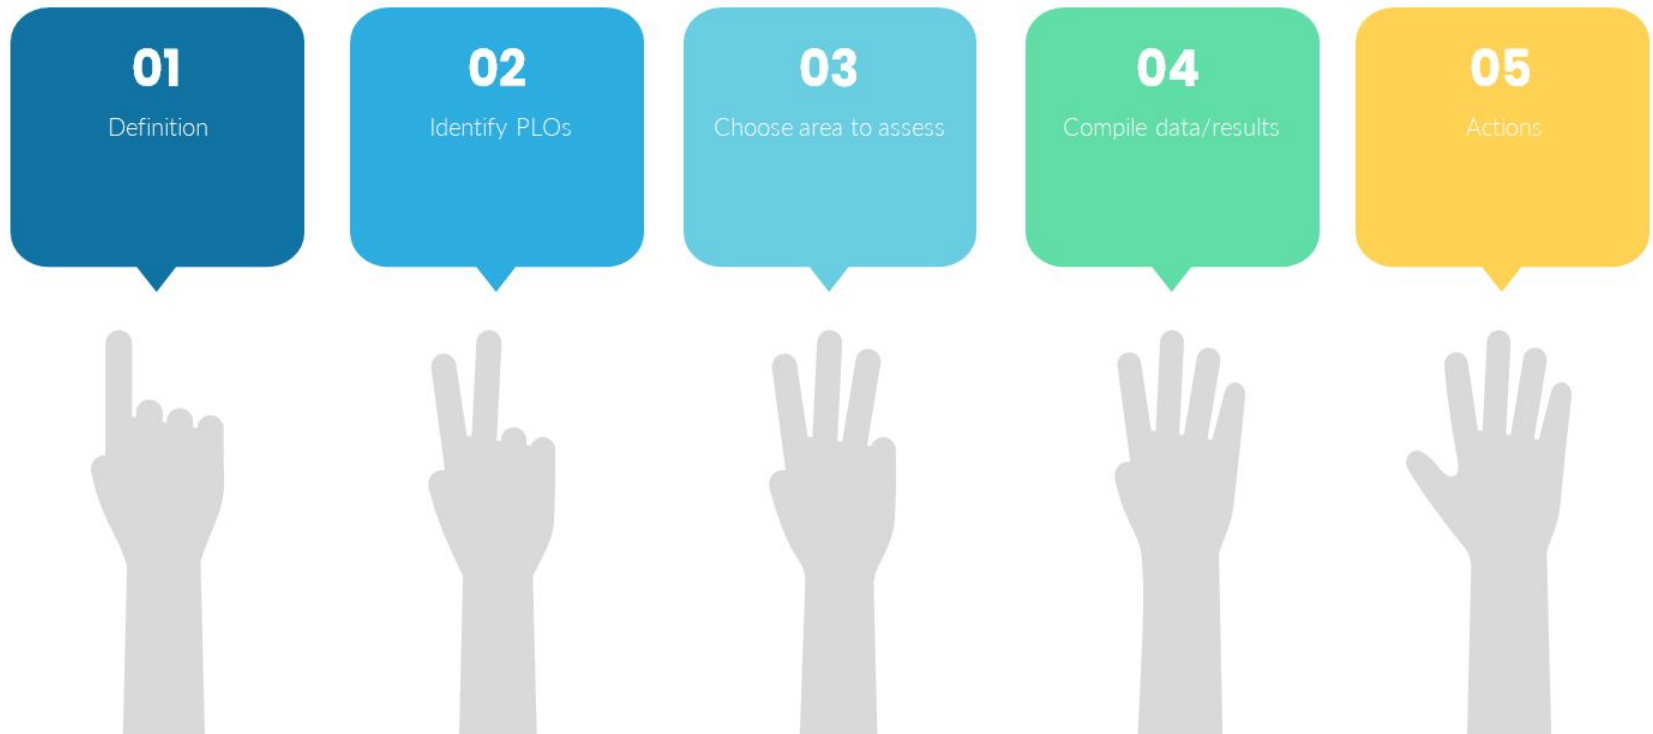 01
Definition
02
Identify PLOs
03
Choose area to assess
04
Compile data/results
05
Actions